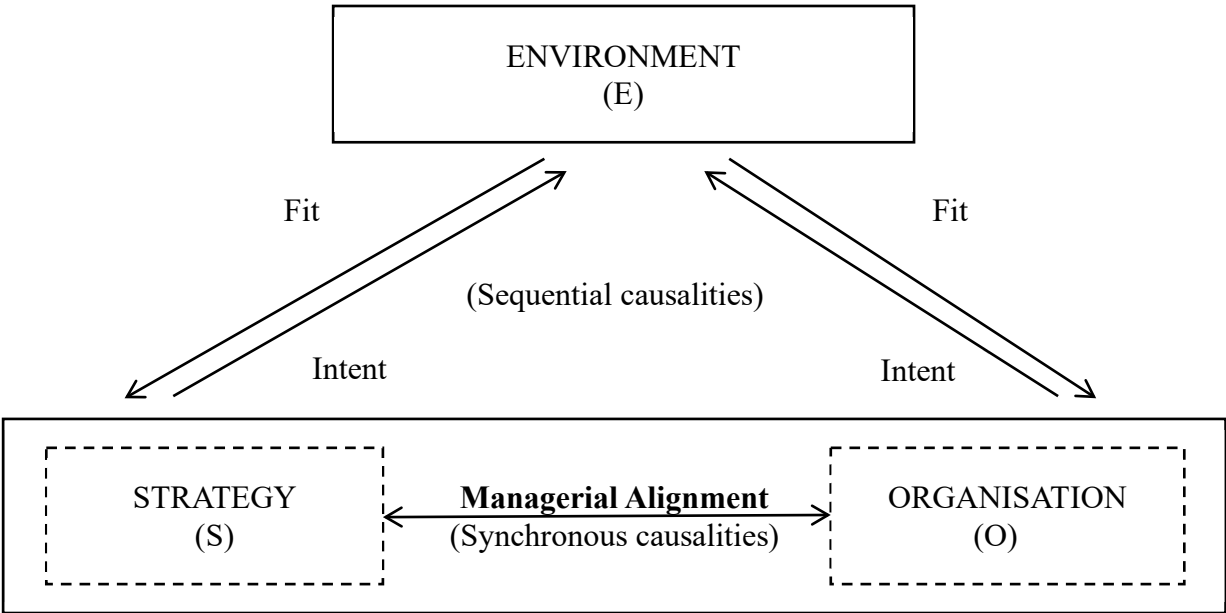 ENVIRONMENT
(E)
Fit
Fit
(Sequential causalities)
Intent
Intent
STRATEGY
(S)
Managerial Alignment
(Synchronous causalities)
ORGANISATION
(O)